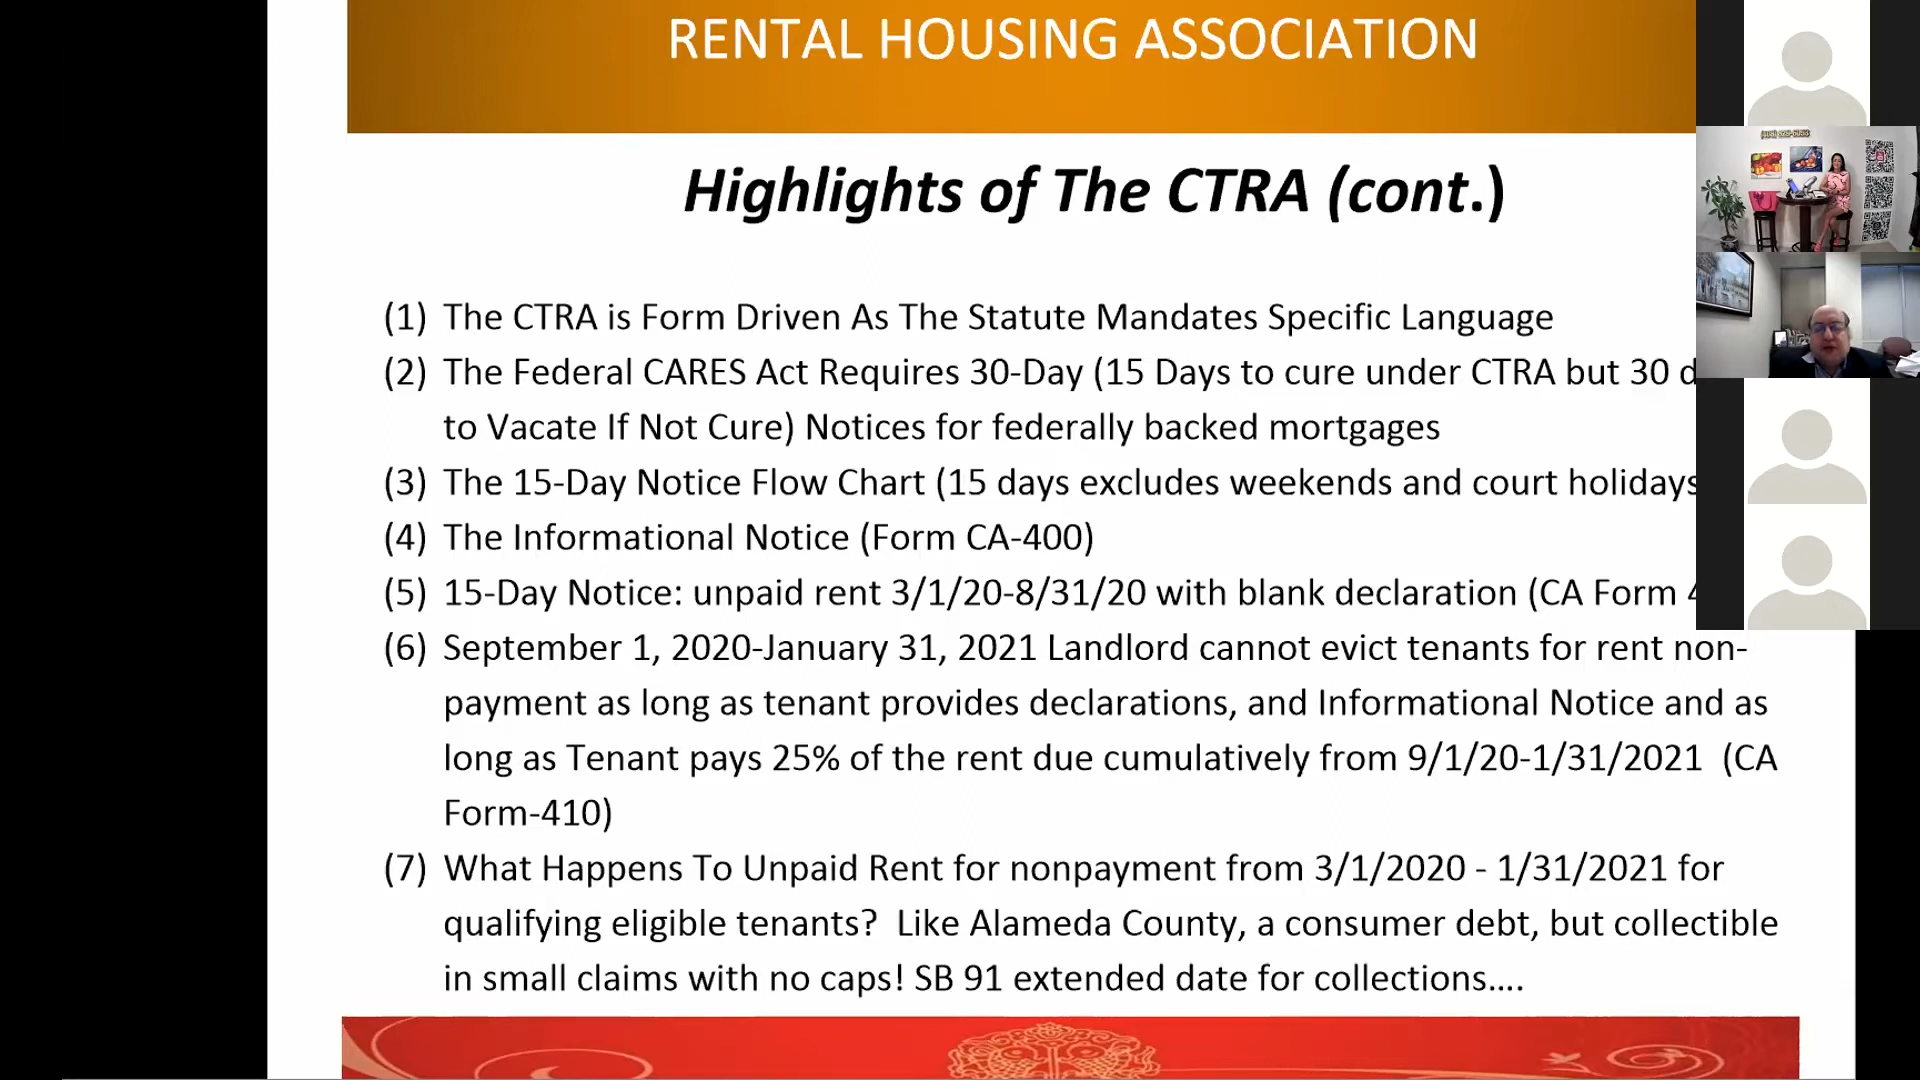 RENTAL HOUSING ASSOCIATION
Highlights of The CTRA (cont.)
(1) The CTRA is Form Driven As The Statute Mandates Specific Language
(2) The Federal CARES Act Requires 30-Day (15 Days to cure under CTRA but 30
to Vacate If Not Cure) Notices for federally backed mortgages
(3) The 15-Day Notice Flow Chart (15 days excludes weekends and court holidays
(4) The Informational Notice (Form CA-400)
(5) 15-Day Notice: unpaid rent 3/1/20-8/31/20 with blank declaration (CA Form
(6) September 1, 2020-January 31, 2021 Landlord cannot evict tenants for rent non-
payment as long as tenant provides declarations, and Informational Notice and as
long as Tenant pays 25% of the rent due cumulatively from 9/1/20-1/31/2021 (CA
Form-410)
(7) What Happens To Unpaid Rent for nonpayment from 3/1/2020 - 1/31/2021 for
qualifying eligible tenants? Like Alameda County, a consumer debt, but collectible
in small claims with no caps! SB 91 extended date for collections....